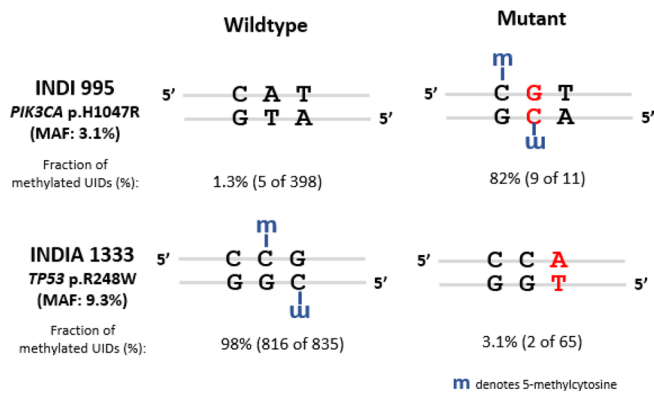 Wildtype
Mutant
INDI 995
PIK3CA p.H1047R
(MAF: 3.1%)
5’ C A T
G T A 5’
m
5’ C G T
G C A 5’
m
Fraction of
methylated UIDs (%):
1.3% (5 of 398)
82% (9 of 11)
INDIA 1333
TP53 p.R248W
(MAF: 9.3%)
m
5’ C C G
G G C 5’
m
5’ C C A
G G T 5’
Fraction of
methylated UIDs (%):
98% (816 of 835)
3.1% (2 of 65)
m denotes 5-methylcytosine